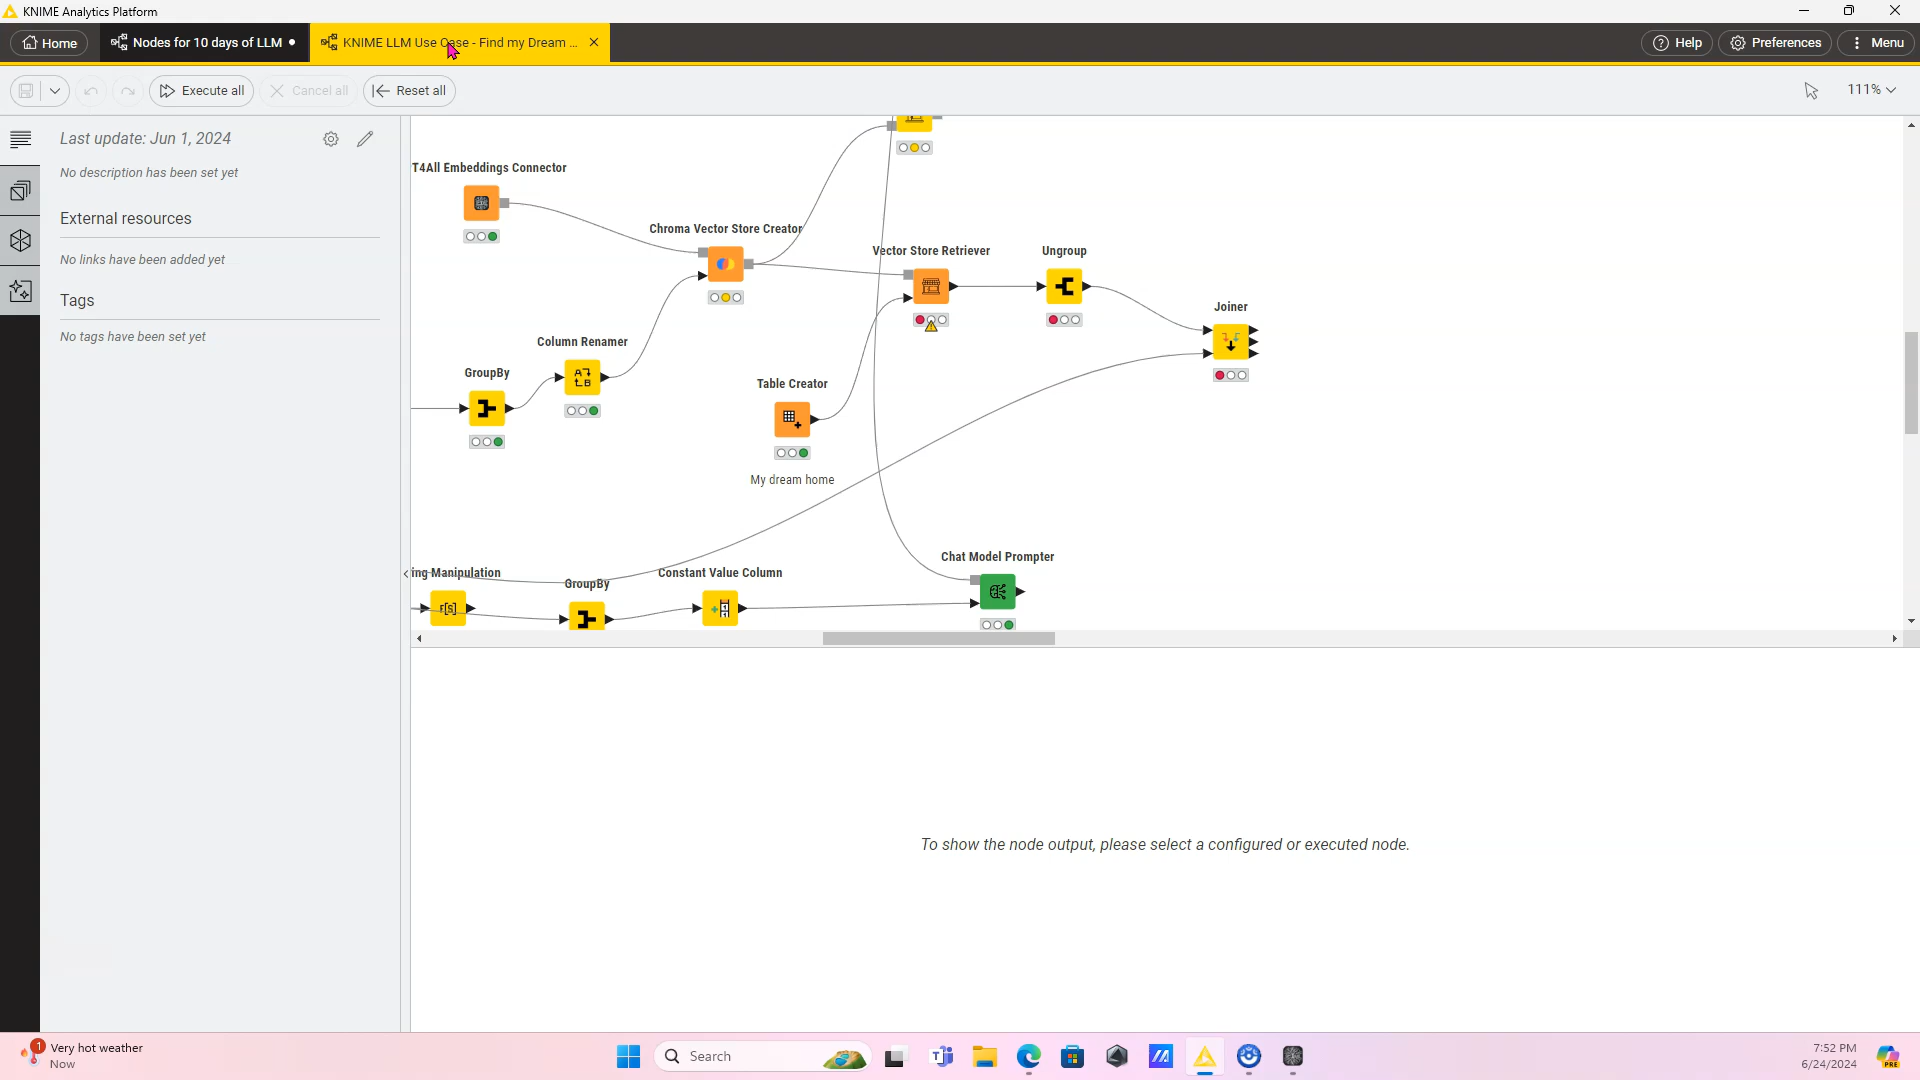 KNIME Analytics Platform
Home
Nodes for 10 days of LLM
KNIME LLM Use Case - Find my Dream ...
Help
Preferences
Menu
Execute all
Cancel all
Reset all
111%
Last update: Jun 1, 2024
No description has been set yet
External resources
No links have been added yet
Tags
No tags have been set yet
T4All Embeddings Connector
Chroma Vector Store Creator
Vector Store Retriever
Ungroup
Joiner
Column Renamer
GroupBy
Table Creator
My dream home
Chat Model Prompter
ing Manipulation
GroupBy
Constant Value Column
To show the node output, please select a configured or executed node.
1
Very hot weather
Now
Search
7:52 PM
6/24/2024
PRE